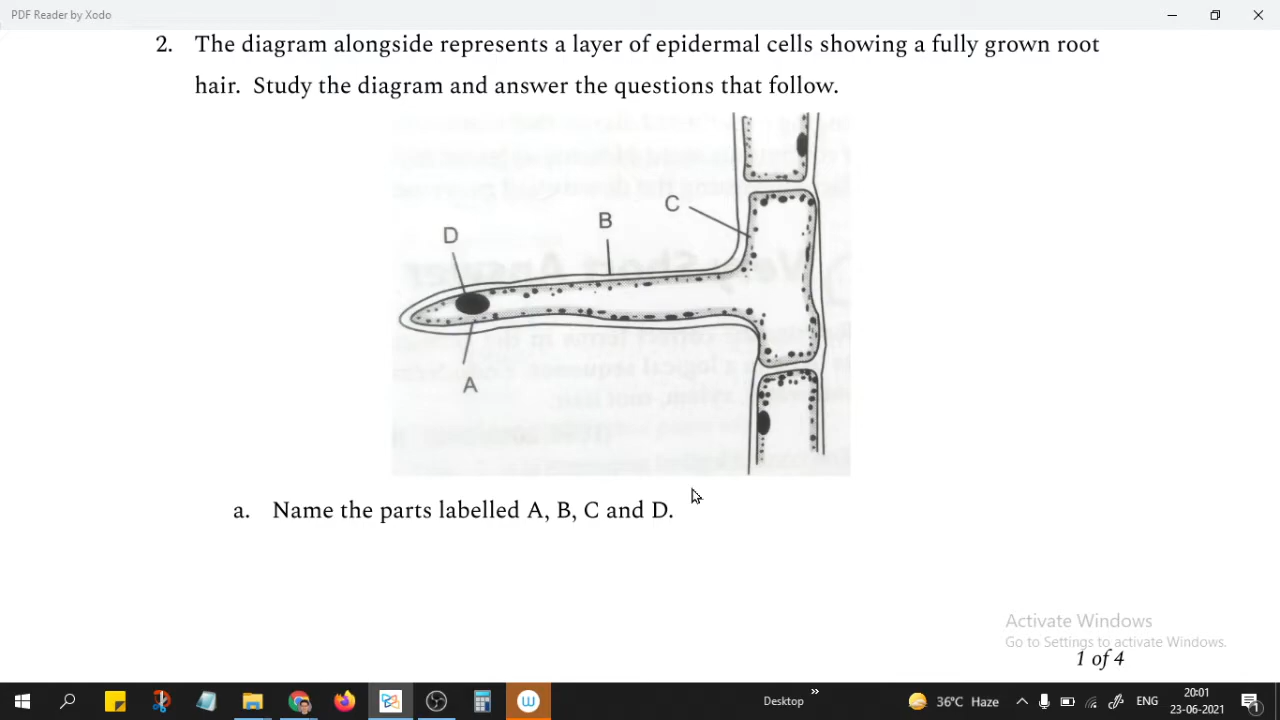 PDF Reader by Xodo
2. The diagram alongside represents a layer of epidermal cells showing a fully grown root
hair. Study the diagram and answer the questions that follow.
C
B
D
A
a. Name the parts labelled A, B, C and D.
Activate Windows
Go to Settings to activate Windows.
1 of 4
Desktop
36°C Haze
ENG
20:01
23-06-2021